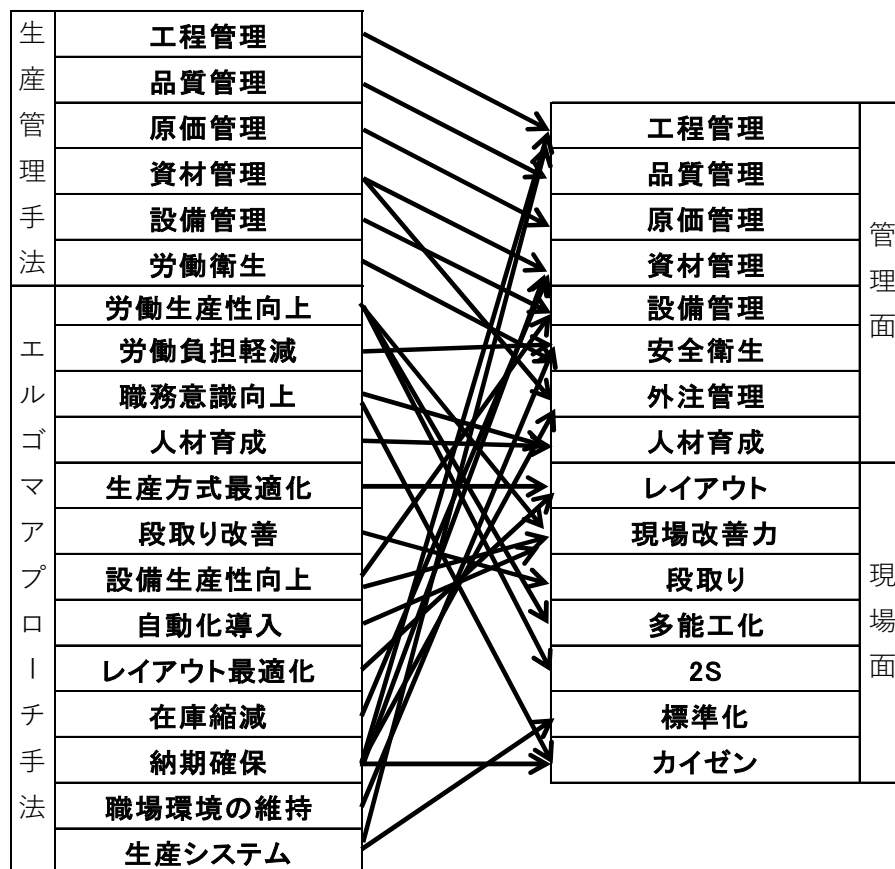 生産管理手法
工程管理
品質管理
原価管理
資材管理
設備管理
労働衛生
エルゴマアプローチ手法
労働生産性向上
労働負担軽減
職務意識向上
人材育成
生産方式最適化
段取り改善
設備生産性向上
自動化導入
レイアウト最適化
在庫縮減
納期確保
職場環境の維持
生産システム
工程管理
品質管理
原価管理
資材管理
設備管理
安全衛生
外注管理
人材育成
管理面
レイアウト
現場改善力
段取り
多能工化
2S
標準化
カイゼン
現場面